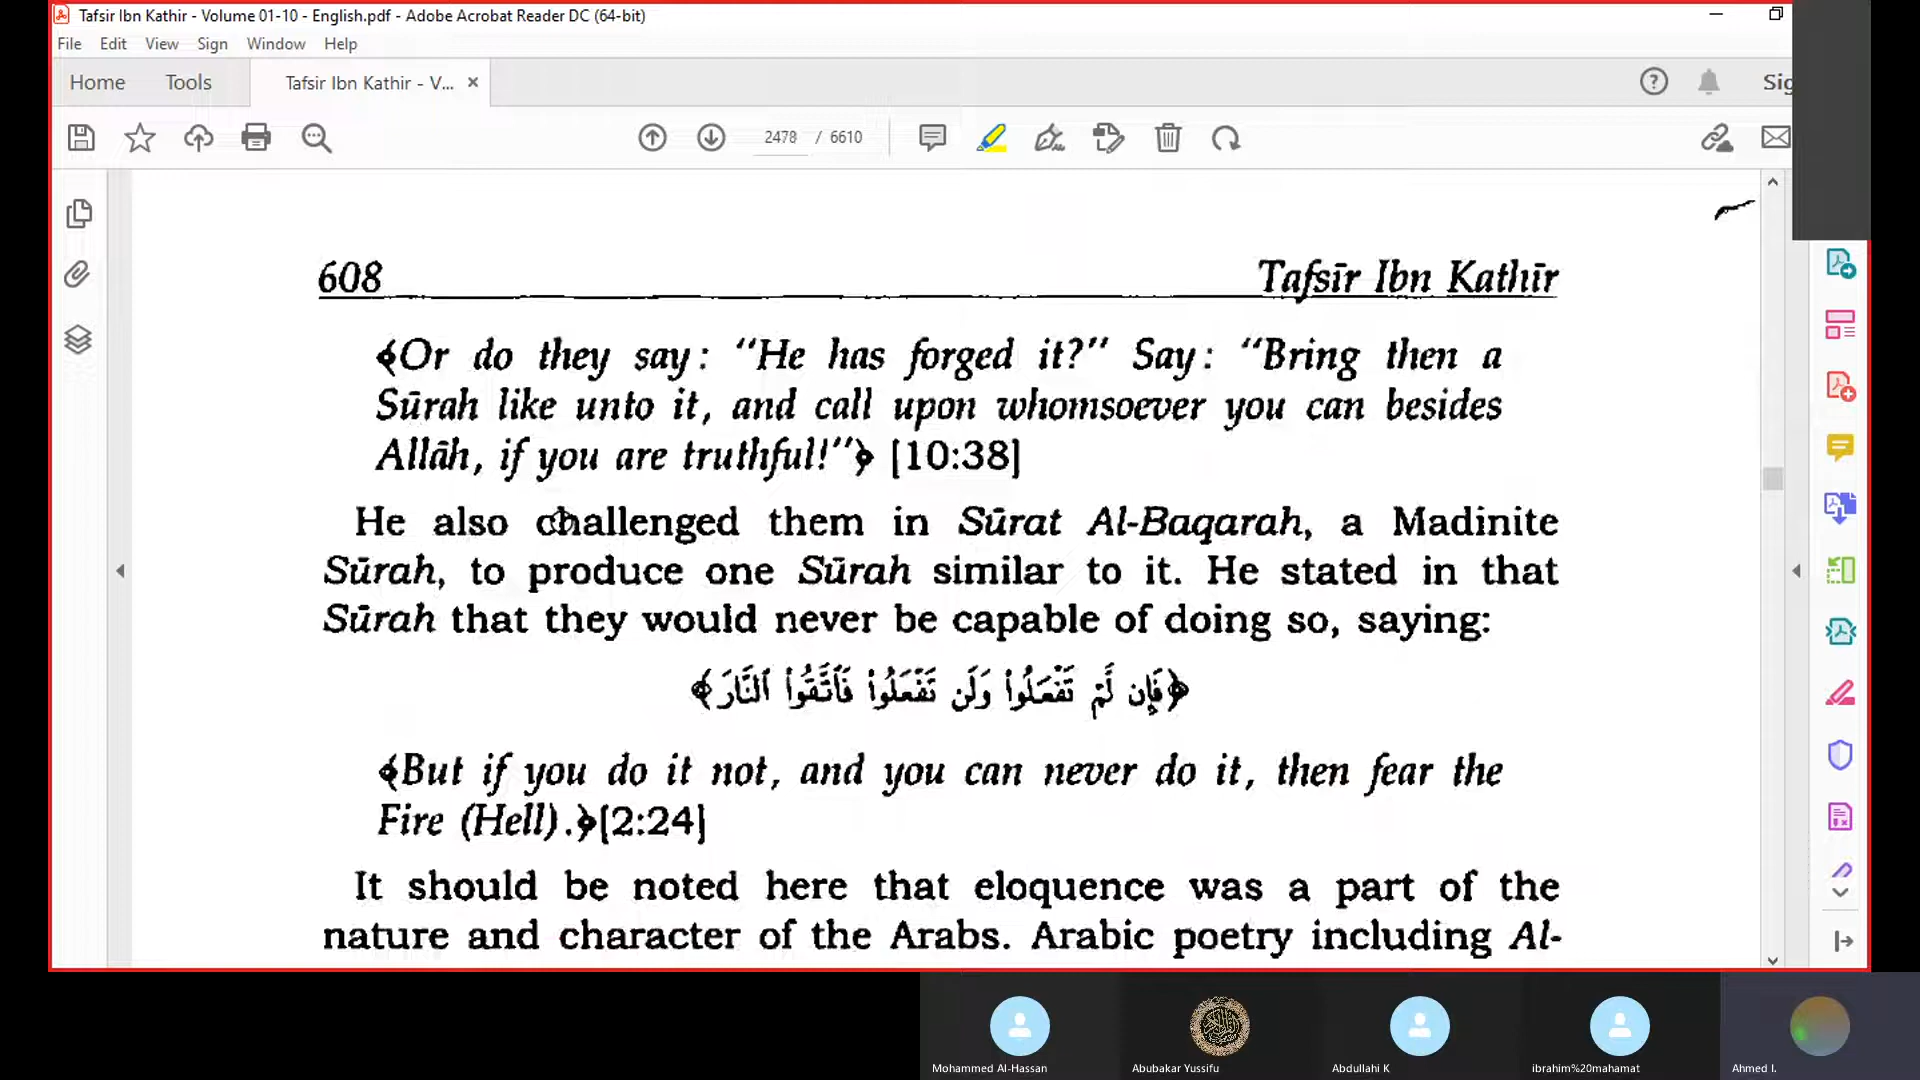 Tafsir Ibn Kathir - Volume 01-10 - English.pdf - Adobe Acrobat Reader DC (64-bit)
File Edit View Sign Window Help
Home Tools Tafsir Ibn Kathir - V... ×
2478 / 6610
608 Tafsīr Ibn Kathīr
﴾Or do they say: "He has forged it?" Say: "Bring then a
Sūrah like unto it, and call upon whomsoever you can besides
Allāh, if you are truthful!"﴿ [10:38]
He also challenged them in Sūrat Al-Baqarah, a Madinite
Sūrah, to produce one Sūrah similar to it. He stated in that
Sūrah that they would never be capable of doing so, saying:
﴿فَإِن لَّمْ تَفْعَلُوا۟ وَلَن تَفْعَلُوا۟ فَٱتَّقُوا۟ ٱلنَّارَ﴾
﴾But if you do it not, and you can never do it, then fear the
Fire (Hell).﴿[2:24]
It should be noted here that eloquence was a part of the
nature and character of the Arabs. Arabic poetry including Al-
Mohammed Al-Hassan Abubakar Yussifu Abdullahi K ibrahim%20mahamat Ahmed I.